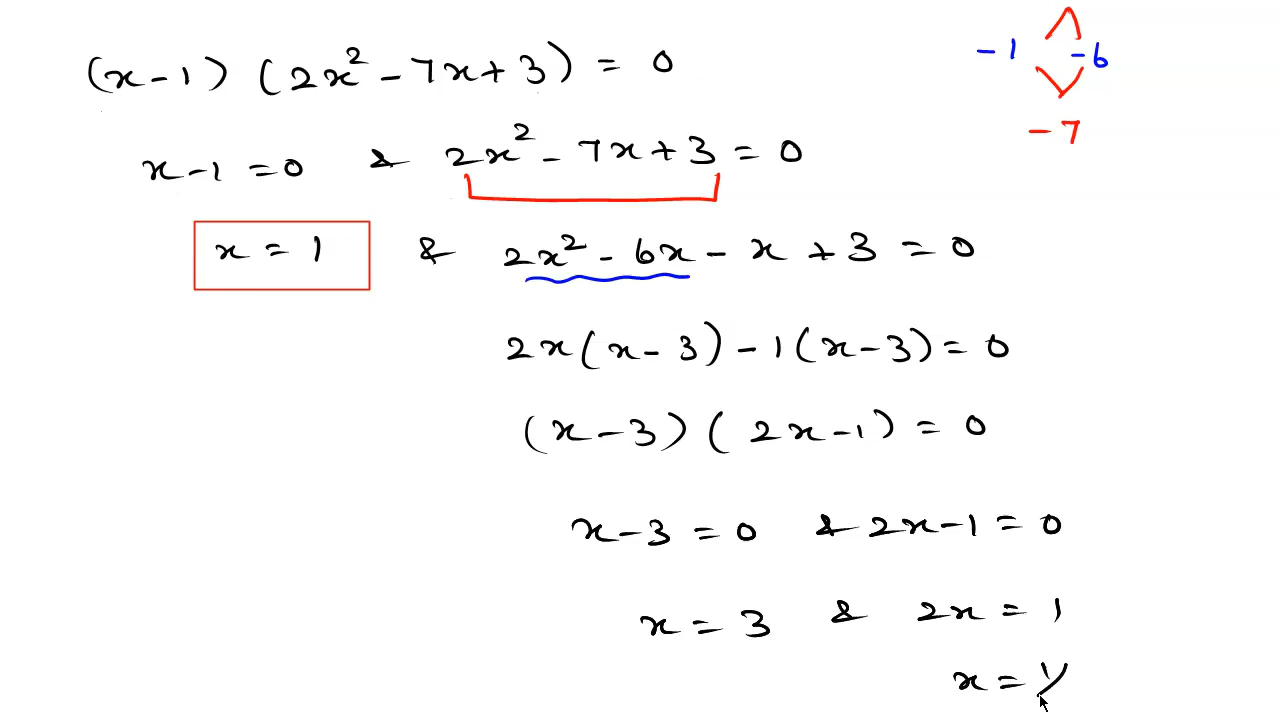 (x-1) (2x² - 7x + 3) = 0
-1 -6
-7
x-1 = 0 & 2x² - 7x + 3 = 0
x = 1 & 2x² - 6x - x + 3 = 0
2x(x-3) - 1(x-3) = 0
(x-3) (2x-1) = 0
x-3 = 0 & 2x-1 = 0
x = 3 & 2x = 1
x = 1/